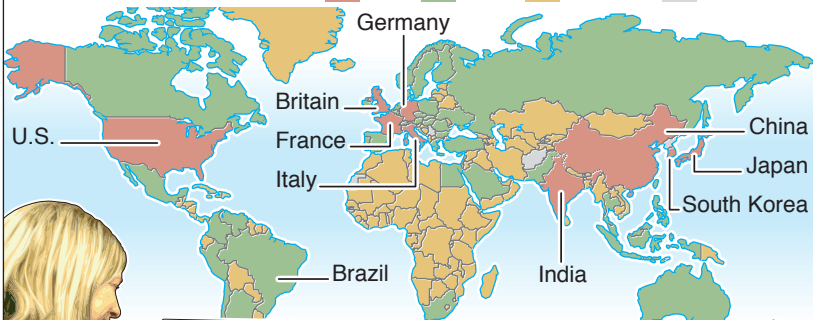 Germany
Britain
U.S.
France
Italy
China
Japan
South Korea
Brazil
India